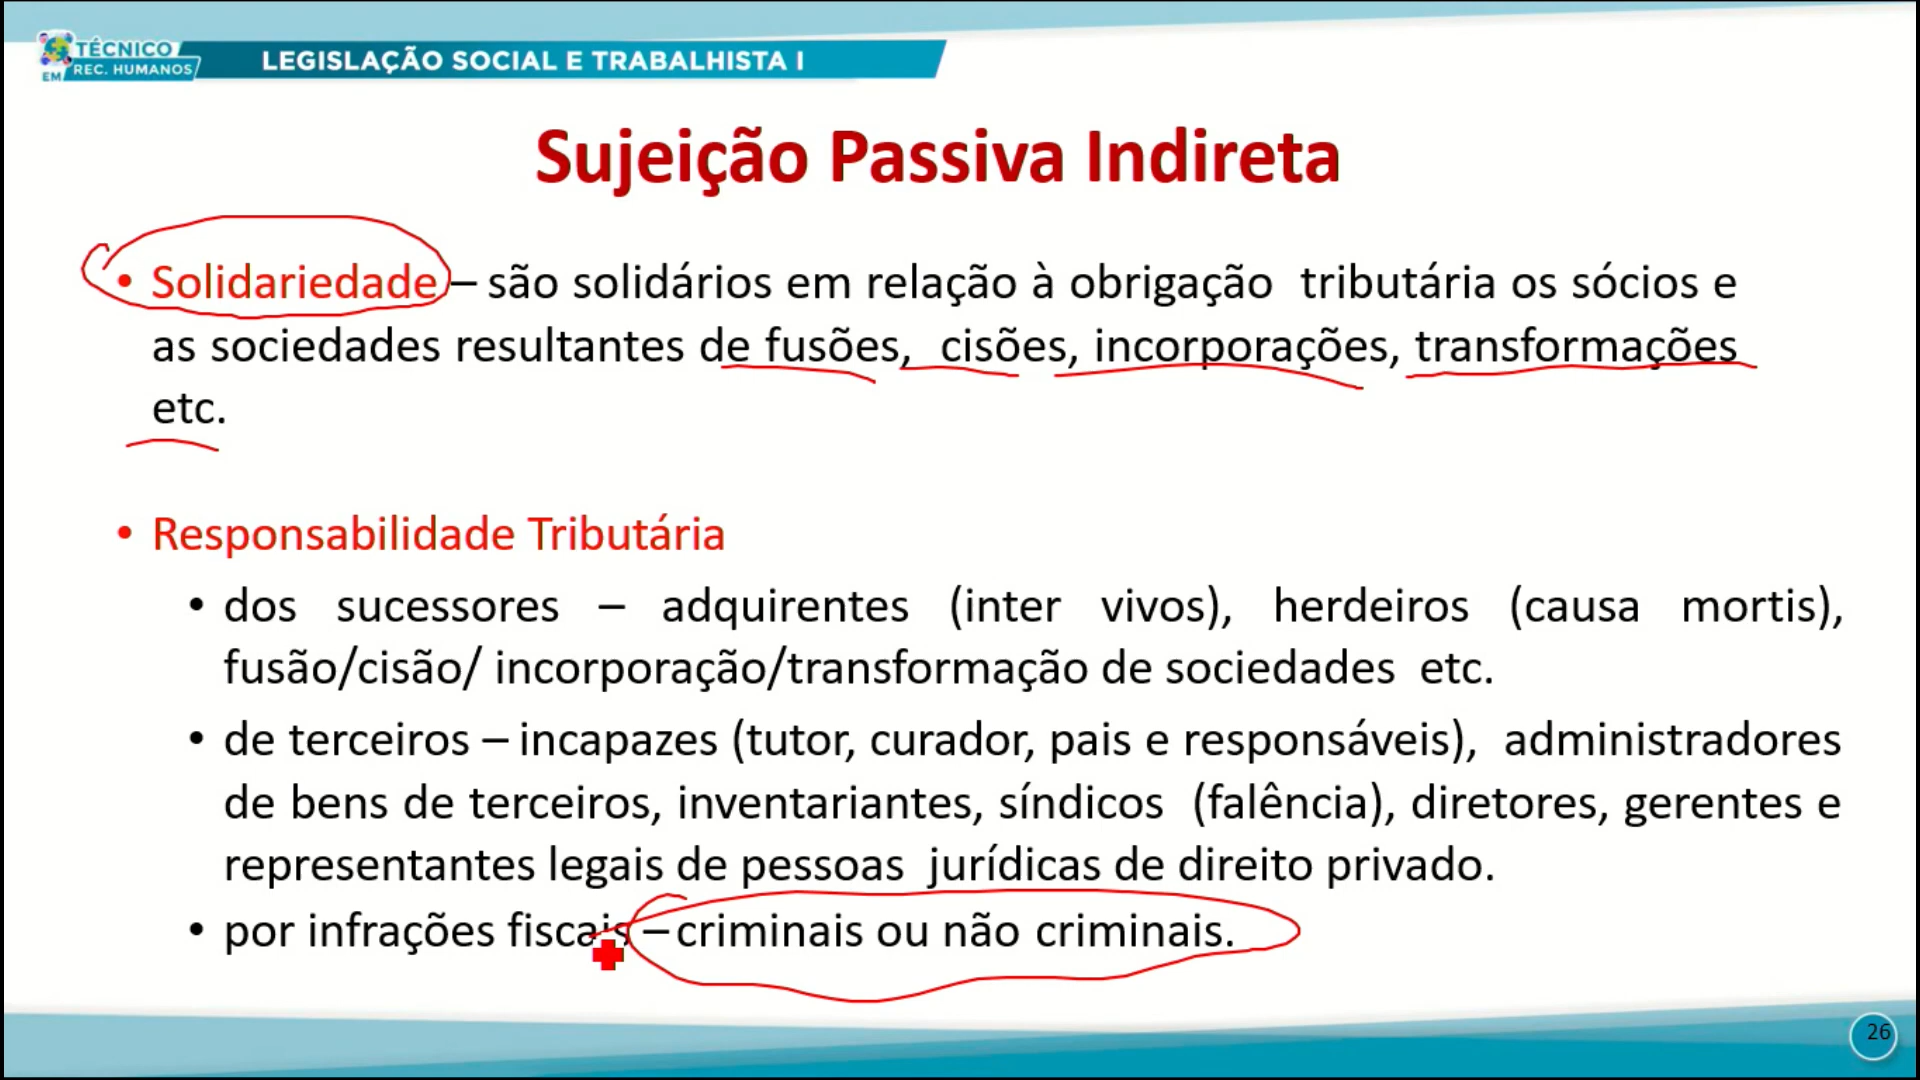 TÉCNICO
EM REC. HUMANOS
LEGISLAÇÃO SOCIAL E TRABALHISTA I
Sujeição Passiva Indireta
• Solidariedade – são solidários em relação à obrigação tributária os sócios e
as sociedades resultantes de fusões, cisões, incorporações, transformações
etc.
• Responsabilidade Tributária
• dos sucessores – adquirentes (inter vivos), herdeiros (causa mortis),
fusão/cisão/ incorporação/transformação de sociedades etc.
• de terceiros – incapazes (tutor, curador, pais e responsáveis), administradores
de bens de terceiros, inventariantes, síndicos (falência), diretores, gerentes e
representantes legais de pessoas jurídicas de direito privado.
• por infrações fiscais – criminais ou não criminais.
26